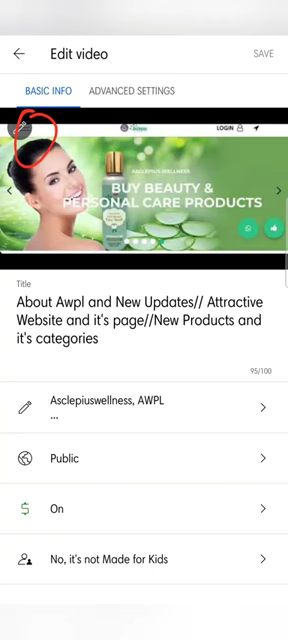 Edit video
SAVE
BASIC INFO
ADVANCED SETTINGS
LOGIN
ASCLEPIUS WELLNESS
BUY BEAUTY &
PERSONAL CARE PRODUCTS
Title
About Awpl and New Updates// Attractive
Website and it's page//New Products and
it's categories
95/100
Asclepiuswellness, AWPL
...
Public
On
No, it's not Made for Kids